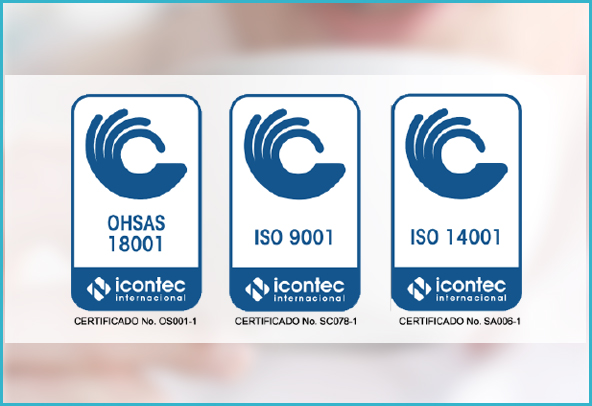 OHSAS
18001
icontec
internacional
CERTIFICADO No. OS001-1
ISO 9001
icontec
internacional
CERTIFICADO No. SC078-1
ISO 14001
icontec
internacional
CERTIFICADO No. SA006-1